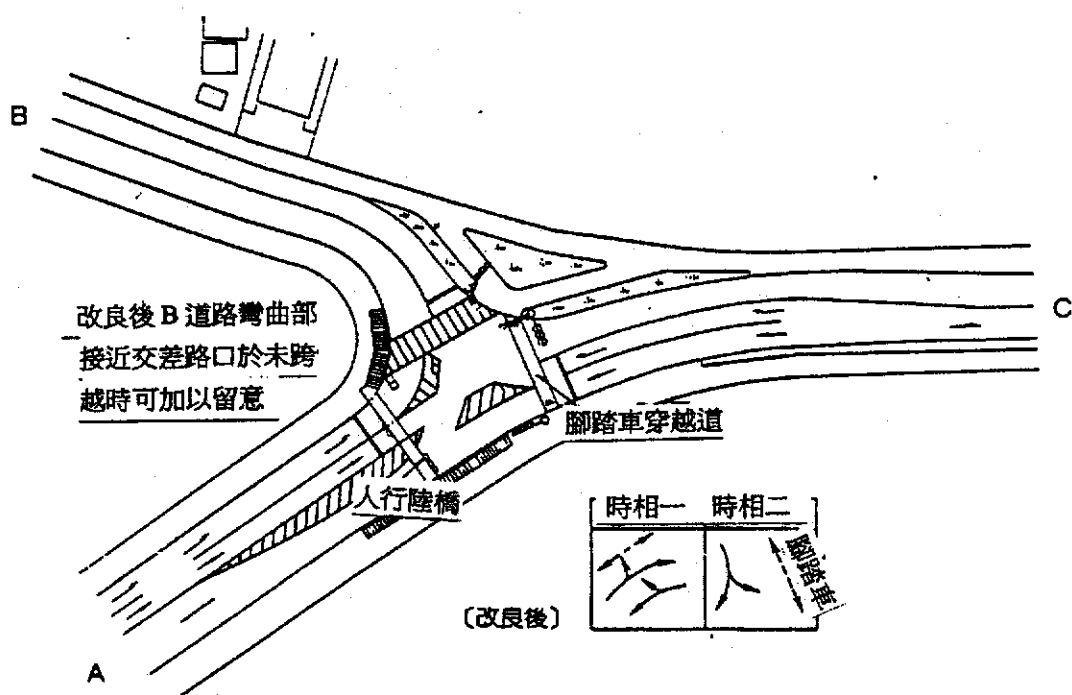 B
C
改良後 B 道路彎曲部
接近交差路口於未跨
越時可加以留意
腳踏車穿越道
人行陸橋
時相一 時相二
腳踏車
〔改良後〕
A